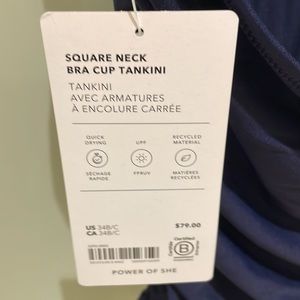 SQUARE NECK
BRA CUP TANKINI
TANKINI
AVEC ARMATURES
À ENCOLURE CARRÉE
QUICK
DRYING
UPF
RECYCLED
MATERIAL
SÉCHAGE
RAPIDE
FPRUV
MATIÈRES
RECYCLÉES
US 34B/C
CA 34B/C
$79.00
Certified
B
POWER OF SHE